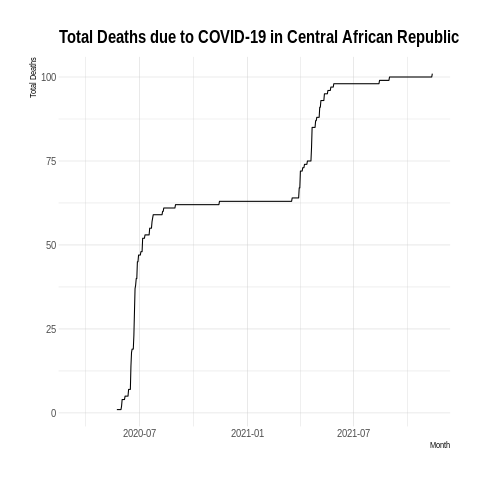 Total Deaths due to COVID-19 in Central African Republic
Total Deaths
100
75
50
25
0
2020-07 2021-01 2021-07
Month